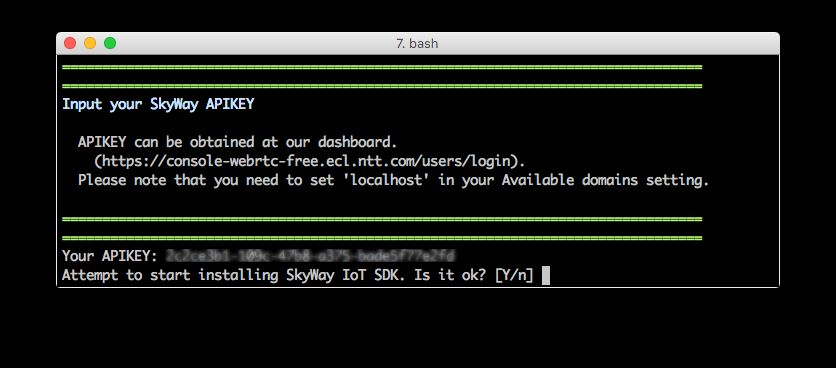 7. bash
Input your SkyWay APIKEY
APIKEY can be obtained at our dashboard.
(https://console-webrtc-free.ecl.ntt.com/users/login).
Please note that you need to set 'localhost' in your Available domains setting.
Your APIKEY:
Attempt to start installing SkyWay IoT SDK. Is it ok? [Y/n]